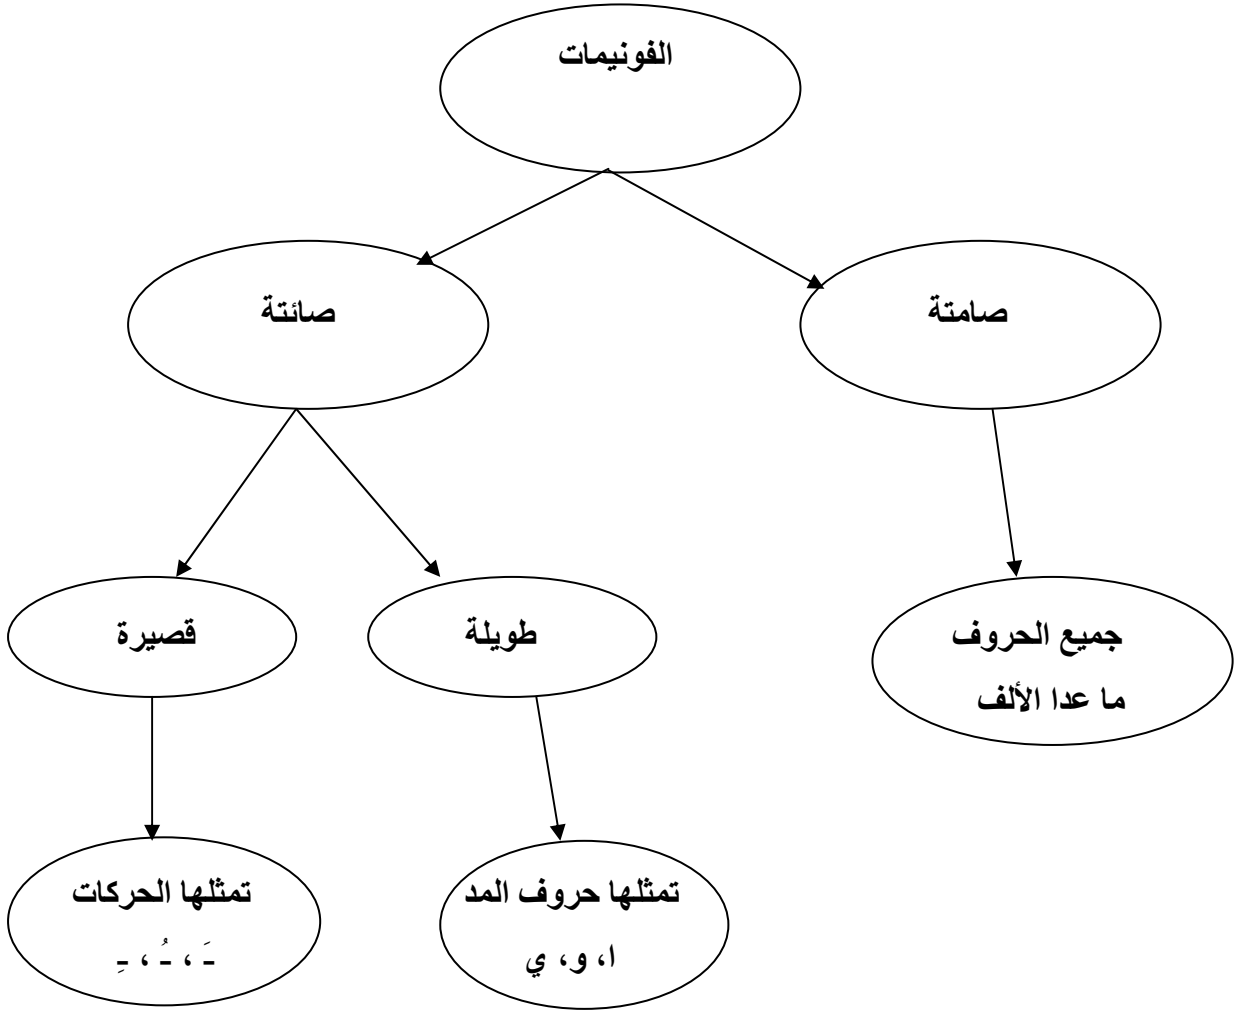 الفونيمات
صامتة
صائتة
جميع الحروف
ما عدا الألف
طويلة
قصيرة
تمثلها حروف المد
ا، و، ي
تمثلها الحركات
ـَ ، ـُ ، ـِ